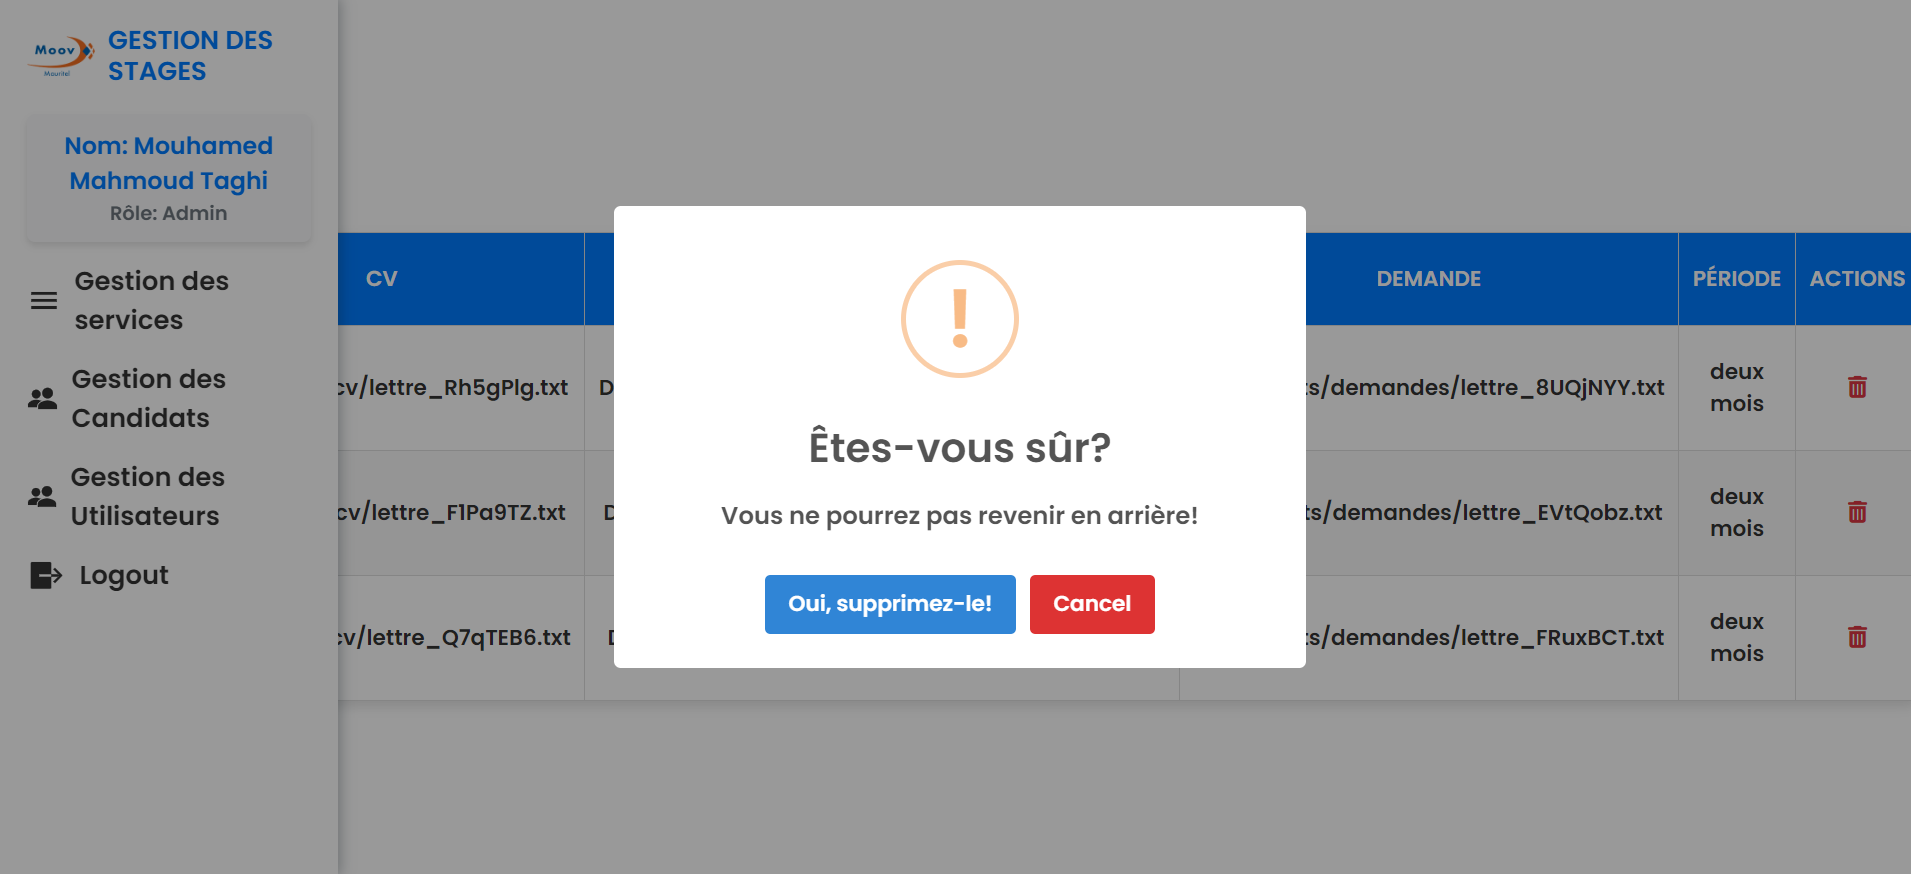 Moov
Mauritel
GESTION DES
STAGES
Nom: Mouhamed
Mahmoud Taghi
Rôle: Admin
Gestion des
services
Gestion des
Candidats
Gestion des
Utilisateurs
Logout
CV
DEMANDE
PÉRIODE
ACTIONS
cv/lettre_Rh5gPlg.txt
D
ts/demandes/lettre_8UQjNYY.txt
deux
mois
cv/lettre_F1Pa9TZ.txt
D
ts/demandes/lettre_EVtQobz.txt
deux
mois
cv/lettre_Q7qTEB6.txt
D
ts/demandes/lettre_FRuxBCT.txt
deux
mois
!
Êtes-vous sûr?
Vous ne pourrez pas revenir en arrière!
Oui, supprimez-le!
Cancel